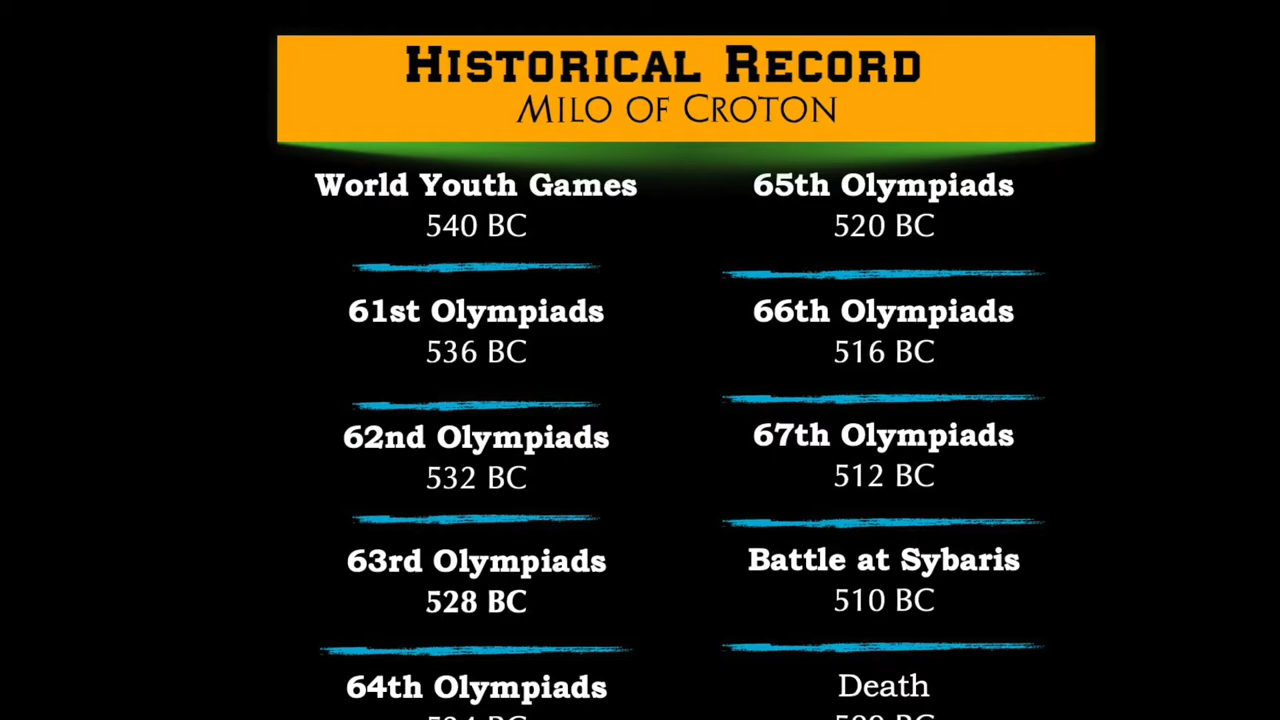 Historical Record
Milo of Croton
World Youth Games
540 BC
61st Olympiads
536 BC
62nd Olympiads
532 BC
63rd Olympiads
528 BC
64th Olympiads
65th Olympiads
520 BC
66th Olympiads
516 BC
67th Olympiads
512 BC
Battle at Sybaris
510 BC
Death